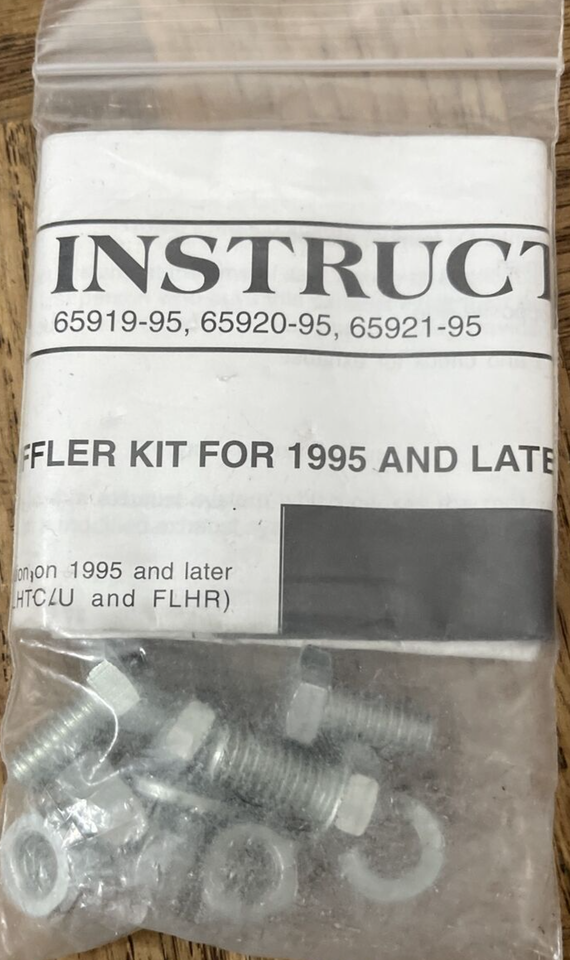 INSTRUCT
65919-95, 65920-95, 65921-95
FFLER KIT FOR 1995 AND LATE
on 1995 and later
and FLHR)